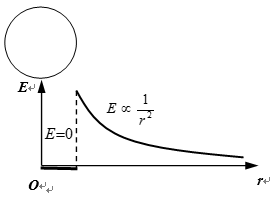 E↵
E ∝ 1/r²
E=0
O↵↵
r↵